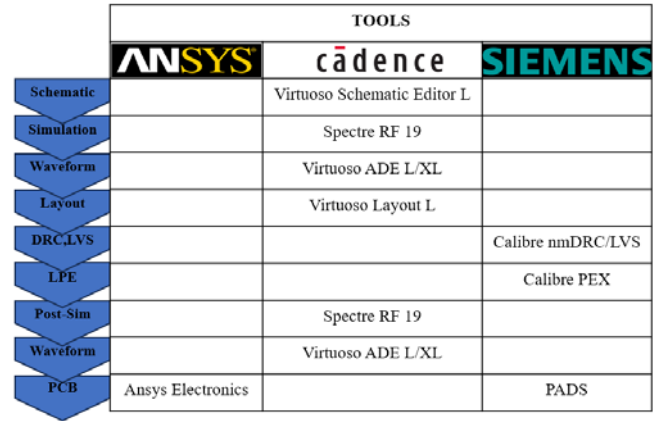 TOOLS
ANSYS cādence SIEMENS
Schematic Virtuoso Schematic Editor L
Simulation Spectre RF 19
Waveform Virtuoso ADE L/XL
Layout Virtuoso Layout L
DRC,LVS Calibre nmDRC/LVS
LPE Calibre PEX
Post-Sim Spectre RF 19
Waveform Virtuoso ADE L/XL
PCB Ansys Electronics PADS